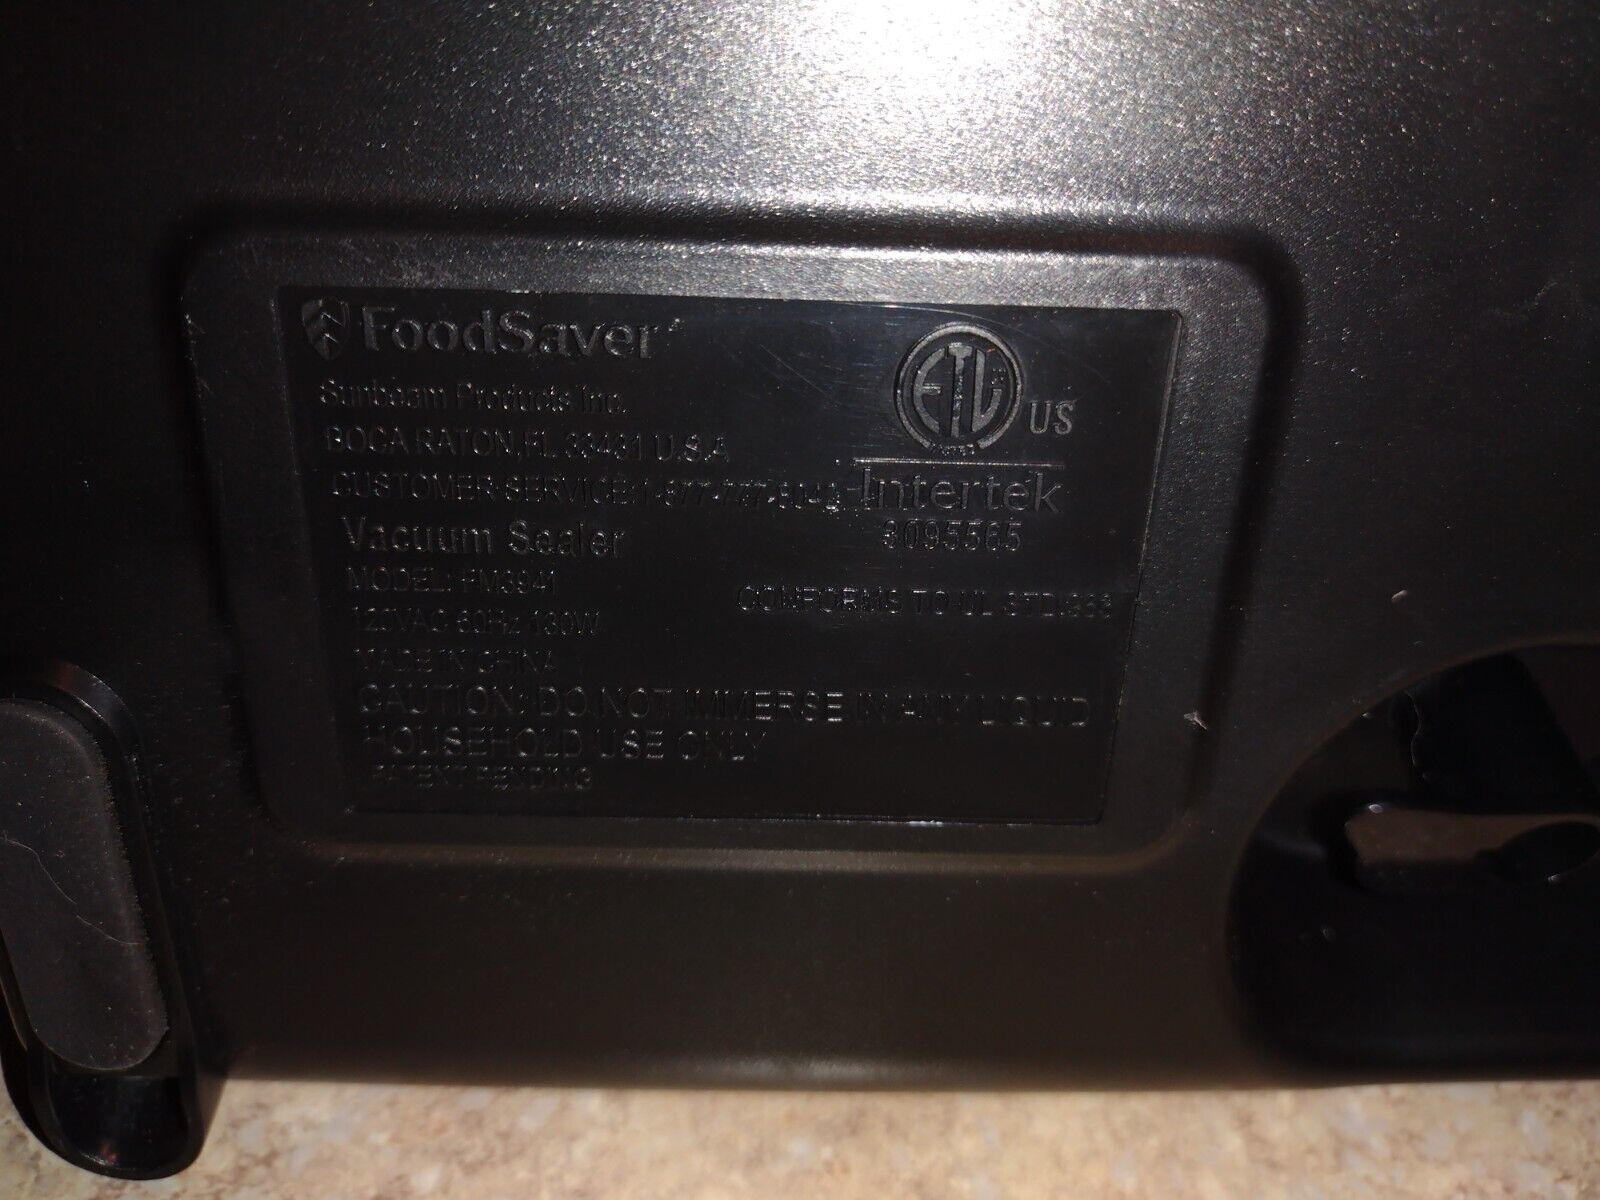 FoodSaver
Sunbeam Products Inc.
BOCA RATON, FL 33431 U.S.A
CUSTOMER SERVICE:
Vacuum Sealer
MODEL: FM3941
120VAC 60Hz 130W
MADE IN CHINA
CAUTION: DO NOT IMMERSE IN ANY LIQUID
HOUSEHOLD USE ONLY
PATENT PENDING
ETL
US
Intertek
3095565
CONFORMS TO UL STD.